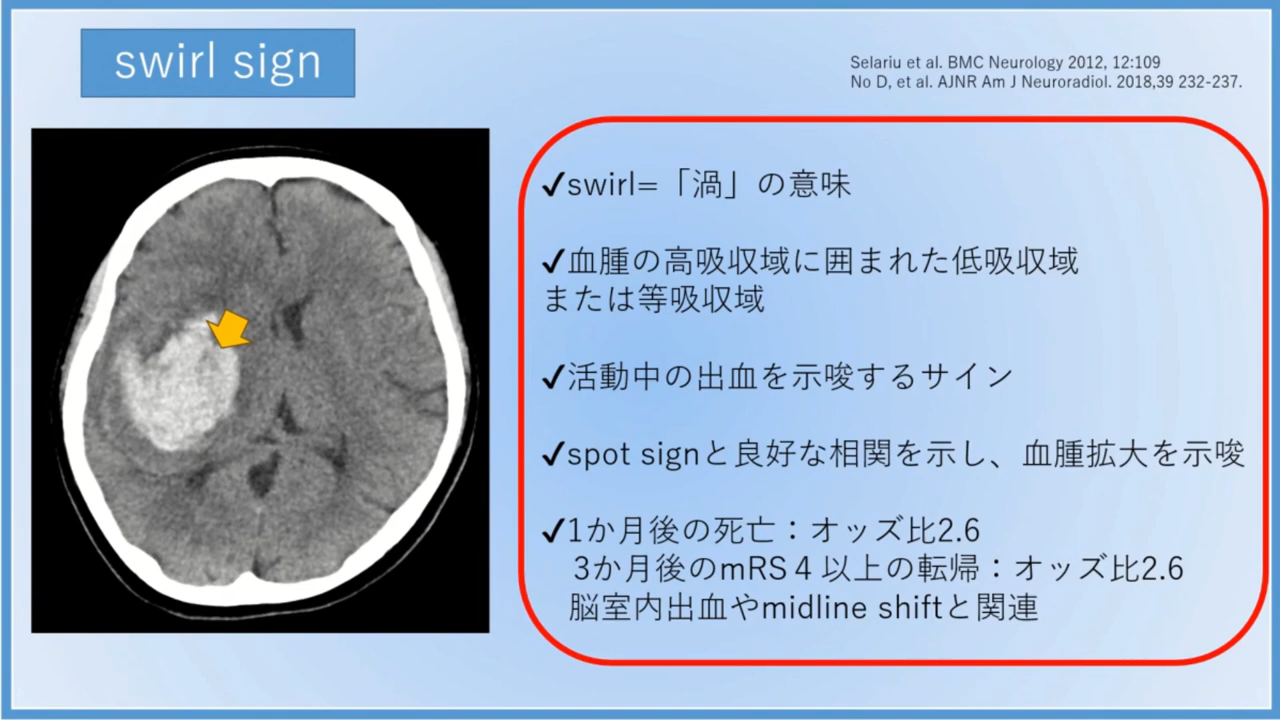 swirl sign
Selariu et al. BMC Neurology 2012, 12:109
No D, et al. AJNR Am J Neuroradiol. 2018,39 232-237.
✓swirl=「渦」の意味
✓血腫の高吸収域に囲まれた低吸収域
または等吸収域
✓活動中の出血を示唆するサイン
✓spot signと良好な相関を示し、血腫拡大を示唆
✓1か月後の死亡：オッズ比2.6
3か月後のmRS４以上の転帰：オッズ比2.6
脳室内出血やmidline shiftと関連